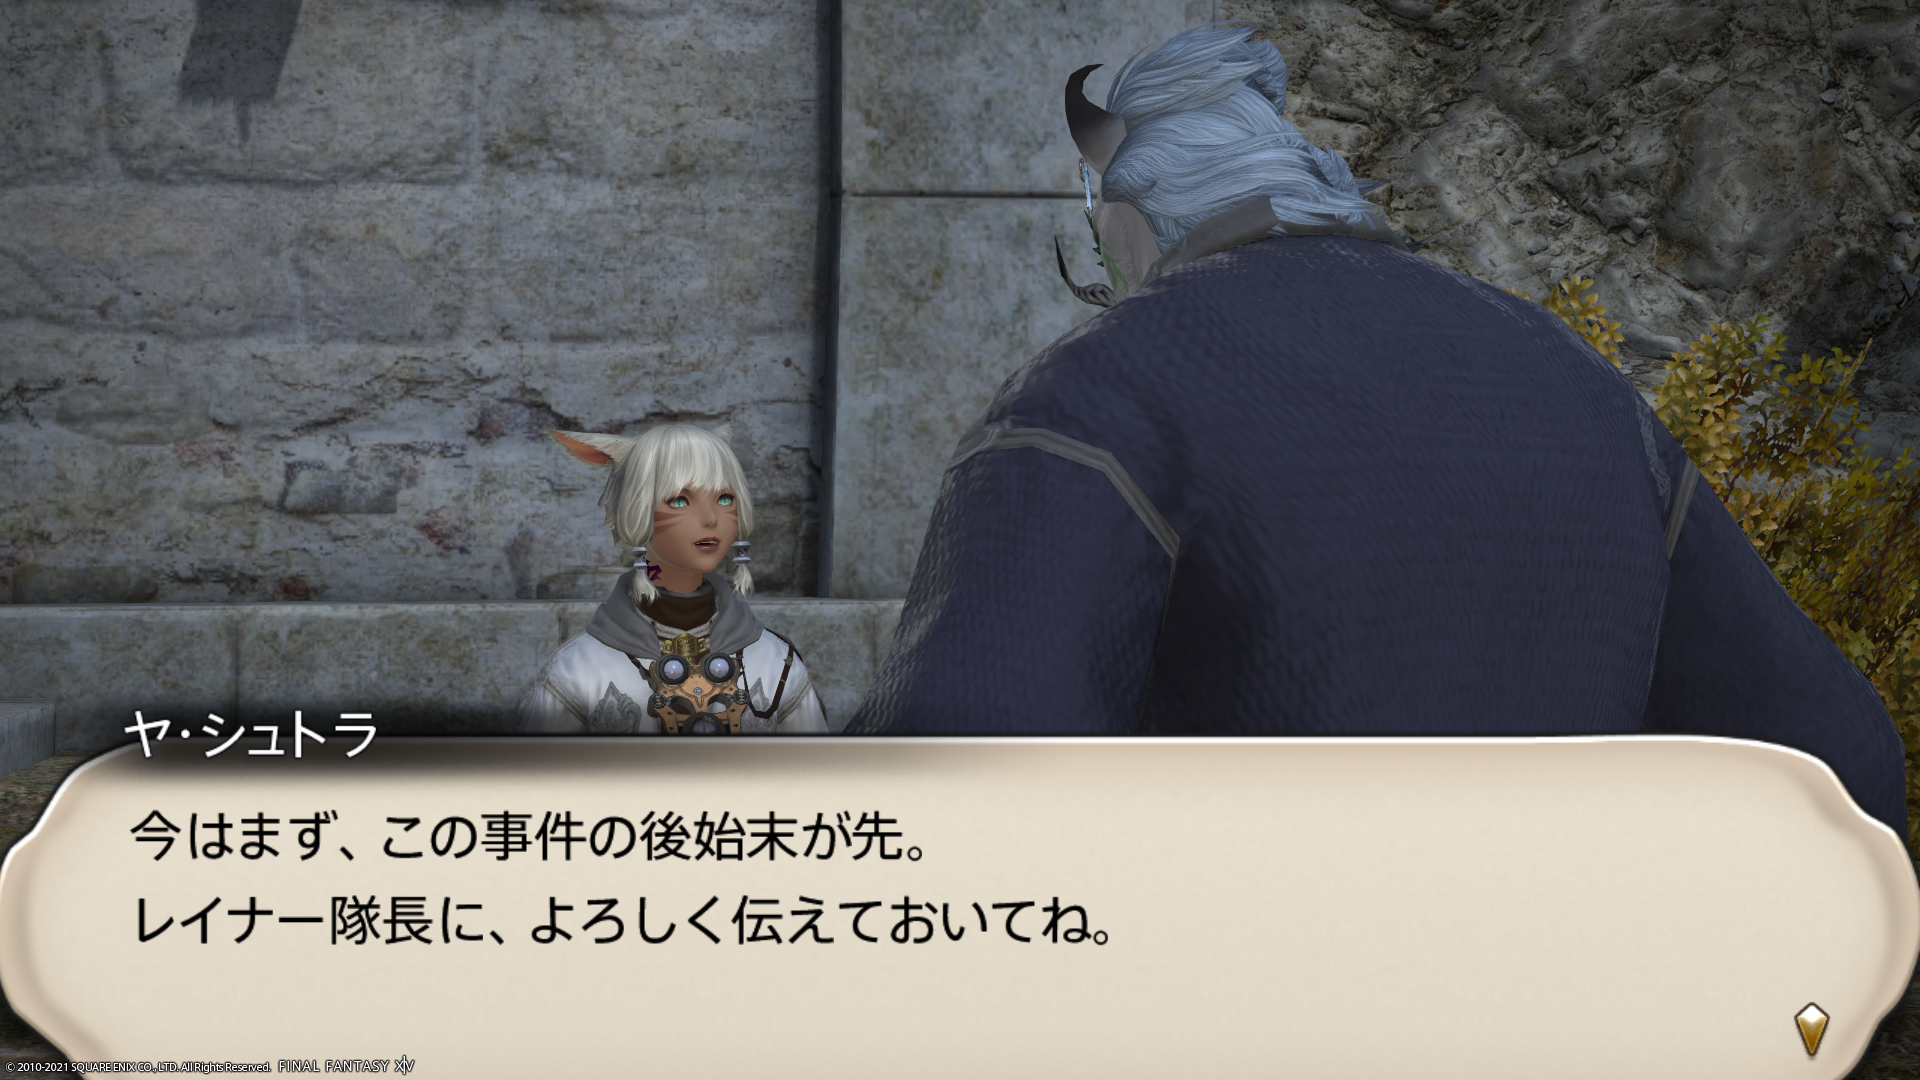 ヤ・シュトラ
今はまず、この事件の後始末が先。
レイナー隊長に、よろしく伝えておいてね。
© 2010-2021 SQUARE ENIX CO., LTD. All Rights Reserved. FINAL FANTASY XIV